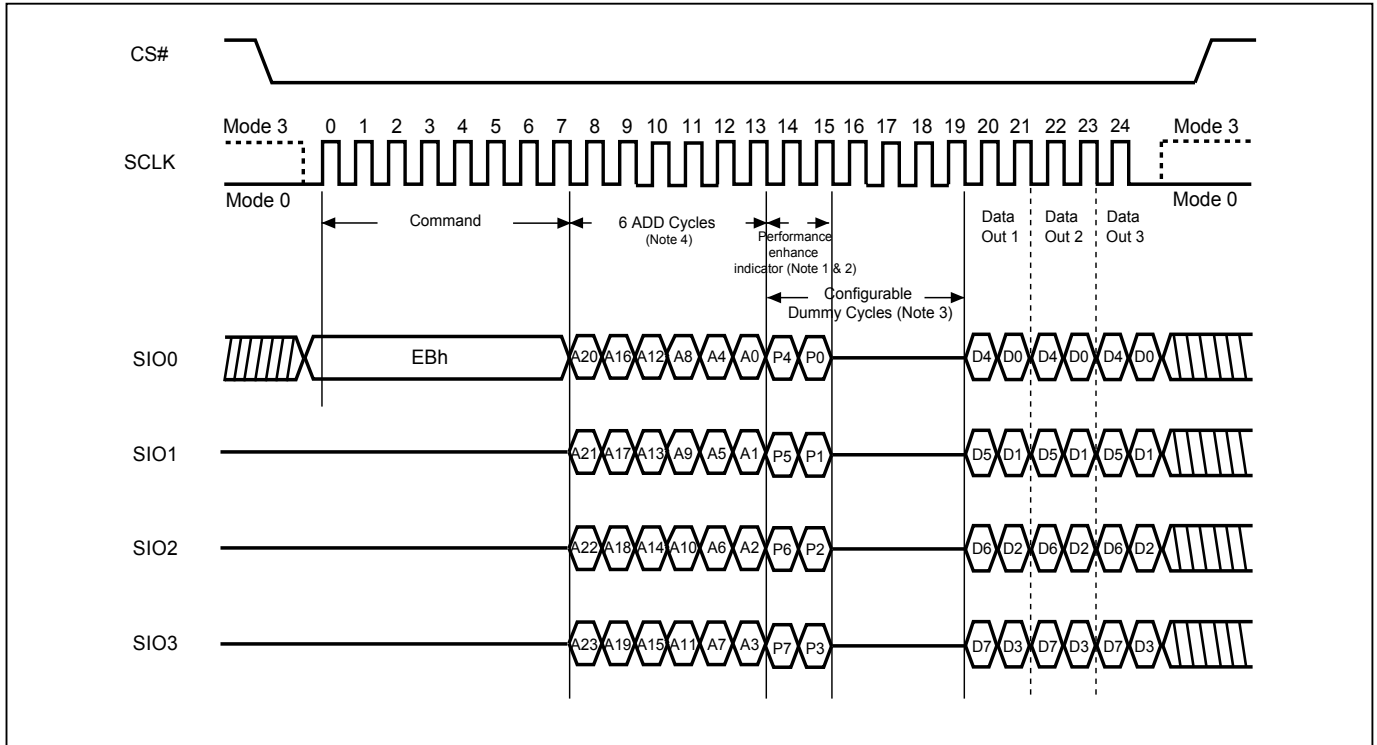 CS#
Mode 3 0 1 2 3 4 5 6 7 8 9 10 11 12 13 14 15 16 17 18 19 20 21 22 23 24 Mode 3
SCLK
Mode 0 Mode 0
Command
6 ADD Cycles
(Note 4)
Performance
enhance
indicator (Note 1 & 2)
Data
Out 1
Data
Out 2
Data
Out 3
Configurable
Dummy Cycles (Note 3)
SIO0 EBh A20 A16 A12 A8 A4 A0 P4 P0 D4 D0 D4 D0 D4 D0
SIO1 A21 A17 A13 A9 A5 A1 P5 P1 D5 D1 D5 D1 D5 D1
SIO2 A22 A18 A14 A10 A6 A2 P6 P2 D6 D2 D6 D2 D6 D2
SIO3 A23 A19 A15 A11 A7 A3 P7 P3 D7 D3 D7 D3 D7 D3